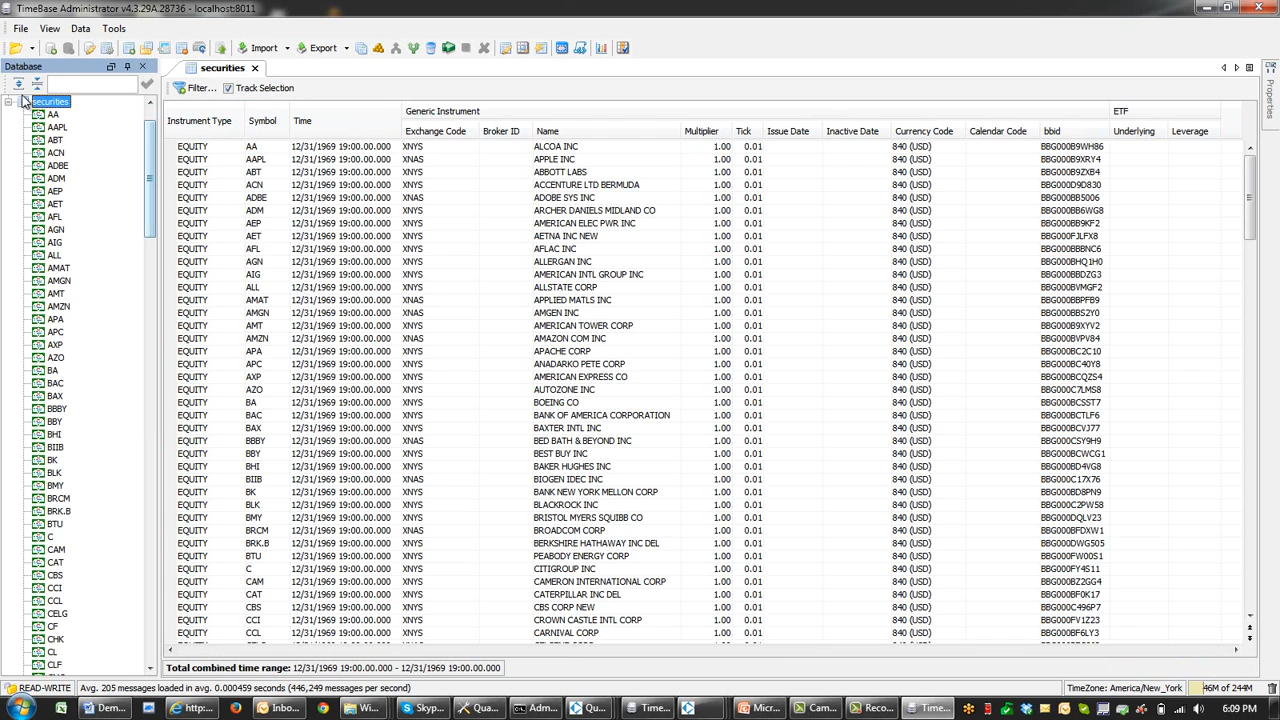 TimeBase Administrator v4.3.29A.28736 - localhost:8011
File View Data Tools
Import Export
Database
securities
Filter... Track Selection
Properties
securities
AA
AAPL
ABT
ACN
ADBE
ADM
AEP
AET
AFL
AGN
AIG
ALL
AMAT
AMGN
AMT
AMZN
APA
APC
AXP
AZO
BA
BAC
BAX
BBBY
BBY
BHI
BIIB
BK
BLK
BMY
BRCM
BRK.B
BTU
C
CAM
CAT
CBS
CCI
CCL
CELG
CF
CHK
CL
CLF
Generic Instrument ETF
Instrument Type Symbol Time Exchange Code Broker ID Name Multiplier Tick Issue Date Inactive Date Currency Code Calendar Code bbid Underlying Leverage
EQUITY AA 12/31/1969 19:00.00.000 XNYS ALCOA INC 1.00 0.01 840 (USD) BBG000B9WH86
EQUITY AAPL 12/31/1969 19:00.00.000 XNAS APPLE INC 1.00 0.01 840 (USD) BBG000B9XRY4
EQUITY ABT 12/31/1969 19:00.00.000 XNYS ABBOTT LABS 1.00 0.01 840 (USD) BBG000B9ZXB4
EQUITY ACN 12/31/1969 19:00.00.000 XNYS ACCENTURE LTD BERMUDA 1.00 0.01 840 (USD) BBG000D9D830
EQUITY ADBE 12/31/1969 19:00.00.000 XNAS ADOBE SYS INC 1.00 0.01 840 (USD) BBG000BB5006
EQUITY ADM 12/31/1969 19:00.00.000 XNYS ARCHER DANIELS MIDLAND CO 1.00 0.01 840 (USD) BBG000BB6WG8
EQUITY AEP 12/31/1969 19:00.00.000 XNYS AMERICAN ELEC PWR INC 1.00 0.01 840 (USD) BBG000BB9KF2
EQUITY AET 12/31/1969 19:00.00.000 XNYS AETNA INC NEW 1.00 0.01 840 (USD) BBG000FJLFX8
EQUITY AFL 12/31/1969 19:00.00.000 XNYS AFLAC INC 1.00 0.01 840 (USD) BBG000BBBNC6
EQUITY AGN 12/31/1969 19:00.00.000 XNYS ALLERGAN INC 1.00 0.01 840 (USD) BBG000BHQ1H0
EQUITY AIG 12/31/1969 19:00.00.000 XNYS AMERICAN INTL GROUP INC 1.00 0.01 840 (USD) BBG000BBDZG3
EQUITY ALL 12/31/1969 19:00.00.000 XNYS ALLSTATE CORP 1.00 0.01 840 (USD) BBG000BVMGF2
EQUITY AMAT 12/31/1969 19:00.00.000 XNAS APPLIED MATLS INC 1.00 0.01 840 (USD) BBG000BBPFB9
EQUITY AMGN 12/31/1969 19:00.00.000 XNAS AMGEN INC 1.00 0.01 840 (USD) BBG000BBS2Y0
EQUITY AMT 12/31/1969 19:00.00.000 XNYS AMERICAN TOWER CORP 1.00 0.01 840 (USD) BBG000B9XYV2
EQUITY AMZN 12/31/1969 19:00.00.000 XNAS AMAZON COM INC 1.00 0.01 840 (USD) BBG000BVPV84
EQUITY APA 12/31/1969 19:00.00.000 XNYS APACHE CORP 1.00 0.01 840 (USD) BBG000BC2C10
EQUITY APC 12/31/1969 19:00.00.000 XNYS ANADARKO PETE CORP 1.00 0.01 840 (USD) BBG000BC40Y8
EQUITY AXP 12/31/1969 19:00.00.000 XNYS AMERICAN EXPRESS CO 1.00 0.01 840 (USD) BBG000BCQZS4
EQUITY AZO 12/31/1969 19:00.00.000 XNYS AUTOZONE INC 1.00 0.01 840 (USD) BBG000C7LMS8
EQUITY BA 12/31/1969 19:00.00.000 XNYS BOEING CO 1.00 0.01 840 (USD) BBG000BCSST7
EQUITY BAC 12/31/1969 19:00.00.000 XNYS BANK OF AMERICA CORPORATION 1.00 0.01 840 (USD) BBG000BCTLF6
EQUITY BAX 12/31/1969 19:00.00.000 XNYS BAXTER INTL INC 1.00 0.01 840 (USD) BBG000BCVJ77
EQUITY BBBY 12/31/1969 19:00.00.000 XNAS BED BATH & BEYOND INC 1.00 0.01 840 (USD) BBG000CSY9H9
EQUITY BBY 12/31/1969 19:00.00.000 XNYS BEST BUY INC 1.00 0.01 840 (USD) BBG000BCWCG1
EQUITY BHI 12/31/1969 19:00.00.000 XNYS BAKER HUGHES INC 1.00 0.01 840 (USD) BBG000BD4VG8
EQUITY BIIB 12/31/1969 19:00.00.000 XNAS BIOGEN IDEC INC 1.00 0.01 840 (USD) BBG000C17X76
EQUITY BK 12/31/1969 19:00.00.000 XNYS BANK NEW YORK MELLON CORP 1.00 0.01 840 (USD) BBG000BD8PN9
EQUITY BLK 12/31/1969 19:00.00.000 XNYS BLACKROCK INC 1.00 0.01 840 (USD) BBG000C2PW58
EQUITY BMY 12/31/1969 19:00.00.000 XNYS BRISTOL MYERS SQUIBB CO 1.00 0.01 840 (USD) BBG000DQLV23
EQUITY BRCM 12/31/1969 19:00.00.000 XNAS BROADCOM CORP 1.00 0.01 840 (USD) BBG000BFDXW1
EQUITY BRK.B 12/31/1969 19:00.00.000 XNYS BERKSHIRE HATHAWAY INC DEL 1.00 0.01 840 (USD) BBG000DWG505
EQUITY BTU 12/31/1969 19:00.00.000 XNYS PEABODY ENERGY CORP 1.00 0.01 840 (USD) BBG000FW00S1
EQUITY C 12/31/1969 19:00.00.000 XNYS CITIGROUP INC 1.00 0.01 840 (USD) BBG000FY4S11
EQUITY CAM 12/31/1969 19:00.00.000 XNYS CAMERON INTERNATIONAL CORP 1.00 0.01 840 (USD) BBG000BZ2GG4
EQUITY CAT 12/31/1969 19:00.00.000 XNYS CATERPILLAR INC DEL 1.00 0.01 840 (USD) BBG000BF0K17
EQUITY CBS 12/31/1969 19:00.00.000 XNYS CBS CORP NEW 1.00 0.01 840 (USD) BBG000C496P7
EQUITY CCI 12/31/1969 19:00.00.000 XNYS CROWN CASTLE INTL CORP 1.00 0.01 840 (USD) BBG000FV1Z23
EQUITY CCL 12/31/1969 19:00.00.000 XNYS CARNIVAL CORP 1.00 0.01 840 (USD) BBG000BF6LY3
Total combined time range: 12/31/1969 19:00.00.000 - 12/31/1969 19:00.00.000
READ-WRITE Avg. 205 messages loaded in avg. 0.000459 seconds (446,249 messages per second) TimeZone: America/New_York 46M of 244M
Dem... http:... Inbo... Wi... Skyp... Qua... Adm... Qu... Time... Micr... Cam... Reco... Time... 6:09 PM